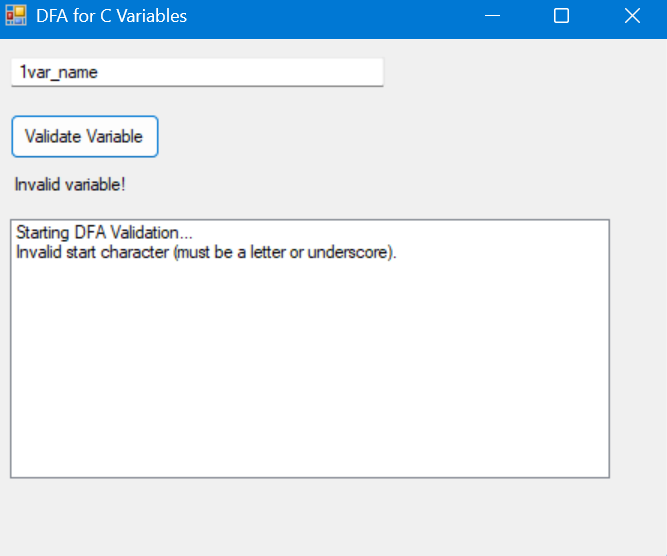 DFA for C Variables
1var_name
Validate Variable
Invalid variable!
Starting DFA Validation...
Invalid start character (must be a letter or underscore).